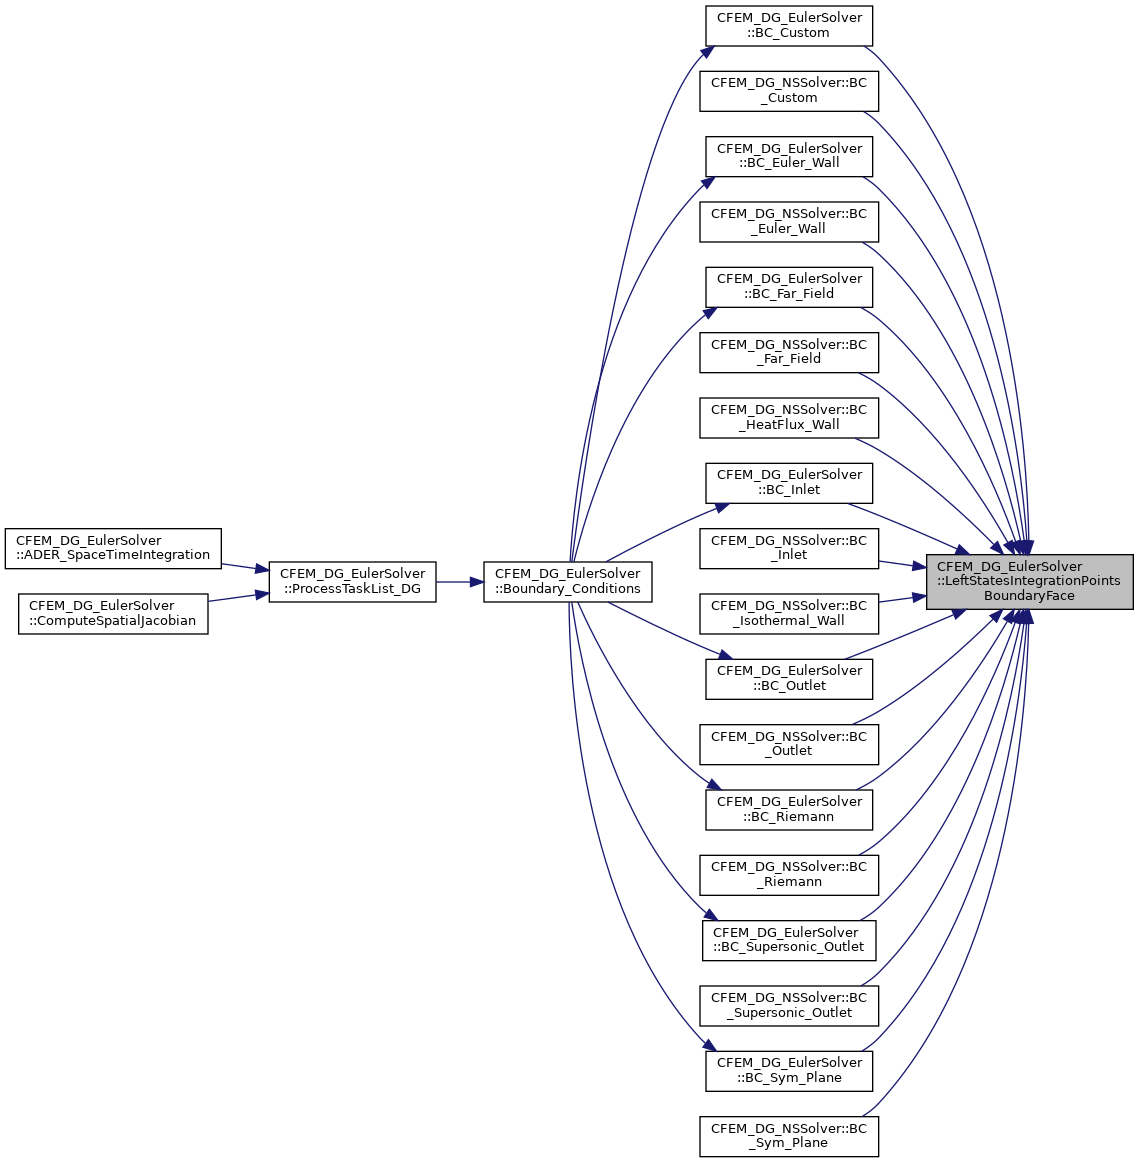 CFEM_DG_EulerSolver
::BC_Custom
CFEM_DG_NSSolver::BC
_Custom
CFEM_DG_EulerSolver
::BC_Euler_Wall
CFEM_DG_NSSolver::BC
_Euler_Wall
CFEM_DG_EulerSolver
::BC_Far_Field
CFEM_DG_NSSolver::BC
_Far_Field
CFEM_DG_NSSolver::BC
_HeatFlux_Wall
CFEM_DG_EulerSolver
::BC_Inlet
CFEM_DG_NSSolver::BC
_Inlet
CFEM_DG_EulerSolver
::ADER_SpaceTimeIntegration
CFEM_DG_EulerSolver
::ProcessTaskList_DG
CFEM_DG_EulerSolver
::Boundary_Conditions
CFEM_DG_EulerSolver
::LeftStatesIntegrationPoints
BoundaryFace
CFEM_DG_EulerSolver
::ComputeSpatialJacobian
CFEM_DG_NSSolver::BC
_Isothermal_Wall
CFEM_DG_EulerSolver
::BC_Outlet
CFEM_DG_NSSolver::BC
_Outlet
CFEM_DG_EulerSolver
::BC_Riemann
CFEM_DG_NSSolver::BC
_Riemann
CFEM_DG_EulerSolver
::BC_Supersonic_Outlet
CFEM_DG_NSSolver::BC
_Supersonic_Outlet
CFEM_DG_EulerSolver
::BC_Sym_Plane
CFEM_DG_NSSolver::BC
_Sym_Plane